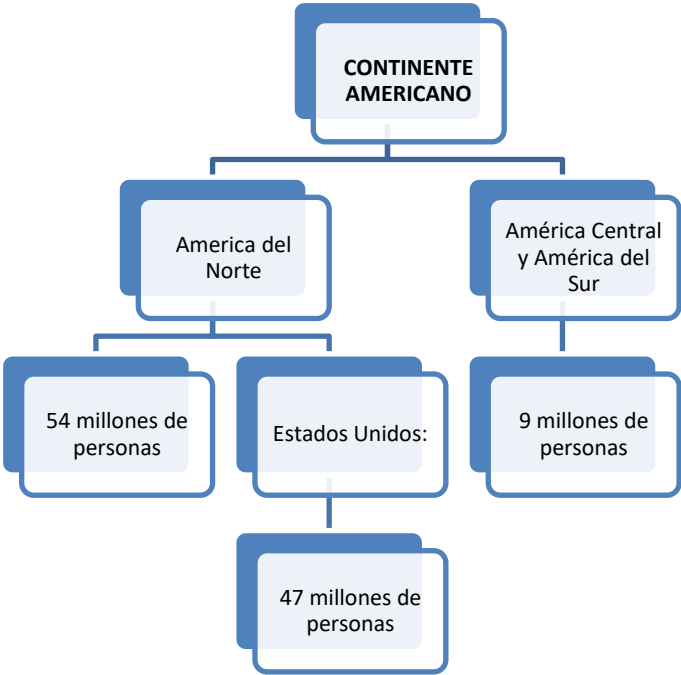 CONTINENTE
AMERICANO
America del
Norte
América Central
y América del
Sur
54 millones de
personas
Estados Unidos:
9 millones de
personas
47 millones de
personas